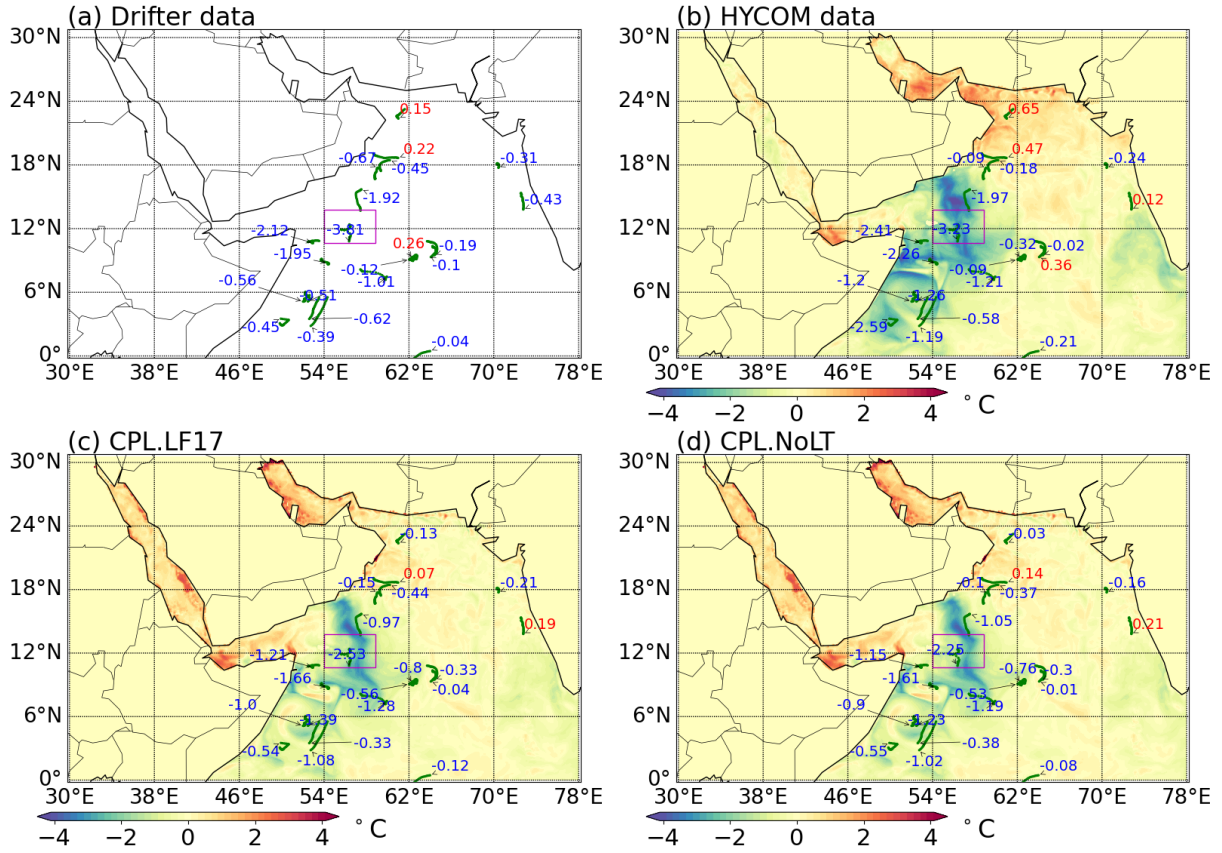 (a) Drifter data
30°N
24°N
18°N
12°N
6°N
0°
30°E 38°E 46°E 54°E 62°E 70°E 78°E
0.15
0.22
-0.67
-0.45
-0.31
-1.92
-0.43
-3.81
-2.12
0.26
-0.19
-1.95
-0.12
-0.1
-1.01
-0.56
-0.51
-0.62
-0.45
-0.39
-0.04
(b) HYCOM data
30°N
24°N
18°N
12°N
6°N
0°
30°E 38°E 46°E 54°E 62°E 70°E 78°E
0.65
0.47
-0.09
-0.18
-0.24
-1.97
0.12
-3.23
-2.41
-0.32
-0.02
-2.26
-0.09
0.36
-1.21
-1.2
-1.26
-0.58
-2.59
-1.19
-0.21
−4 −2 0 2 4 °C
(c) CPL.LF17
30°N
24°N
18°N
12°N
6°N
0°
30°E 38°E 46°E 54°E 62°E 70°E 78°E
-0.13
0.07
-0.15
-0.44
-0.21
-0.97
0.19
-2.53
-1.21
-0.8
-0.33
-1.66
-0.56
-0.04
-1.28
-1.0
-1.39
-0.33
-0.54
-1.08
-0.12
−4 −2 0 2 4 °C
(d) CPL.NoLT
30°N
24°N
18°N
12°N
6°N
0°
30°E 38°E 46°E 54°E 62°E 70°E 78°E
-0.03
0.14
-0.1
-0.37
-0.16
-1.05
0.21
-2.25
-1.15
-0.76
-0.3
-1.61
-0.53
-0.01
-1.19
-0.9
-1.23
-0.38
-0.55
-1.02
-0.08
−4 −2 0 2 4 °C